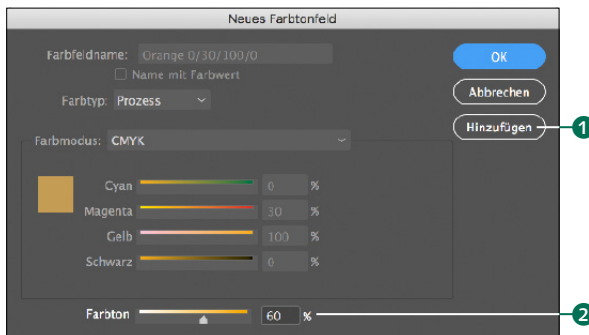 Neues Farbtonfeld
Farbfeldname: Orange 0/30/100/0
Name mit Farbwert
Farbtyp: Prozess
OK
Abbrechen
Hinzufügen
1
Farbmodus: CMYK
Cyan 0 %
Magenta 30 %
Gelb 100 %
Schwarz 0 %
Farbton 60 %
2